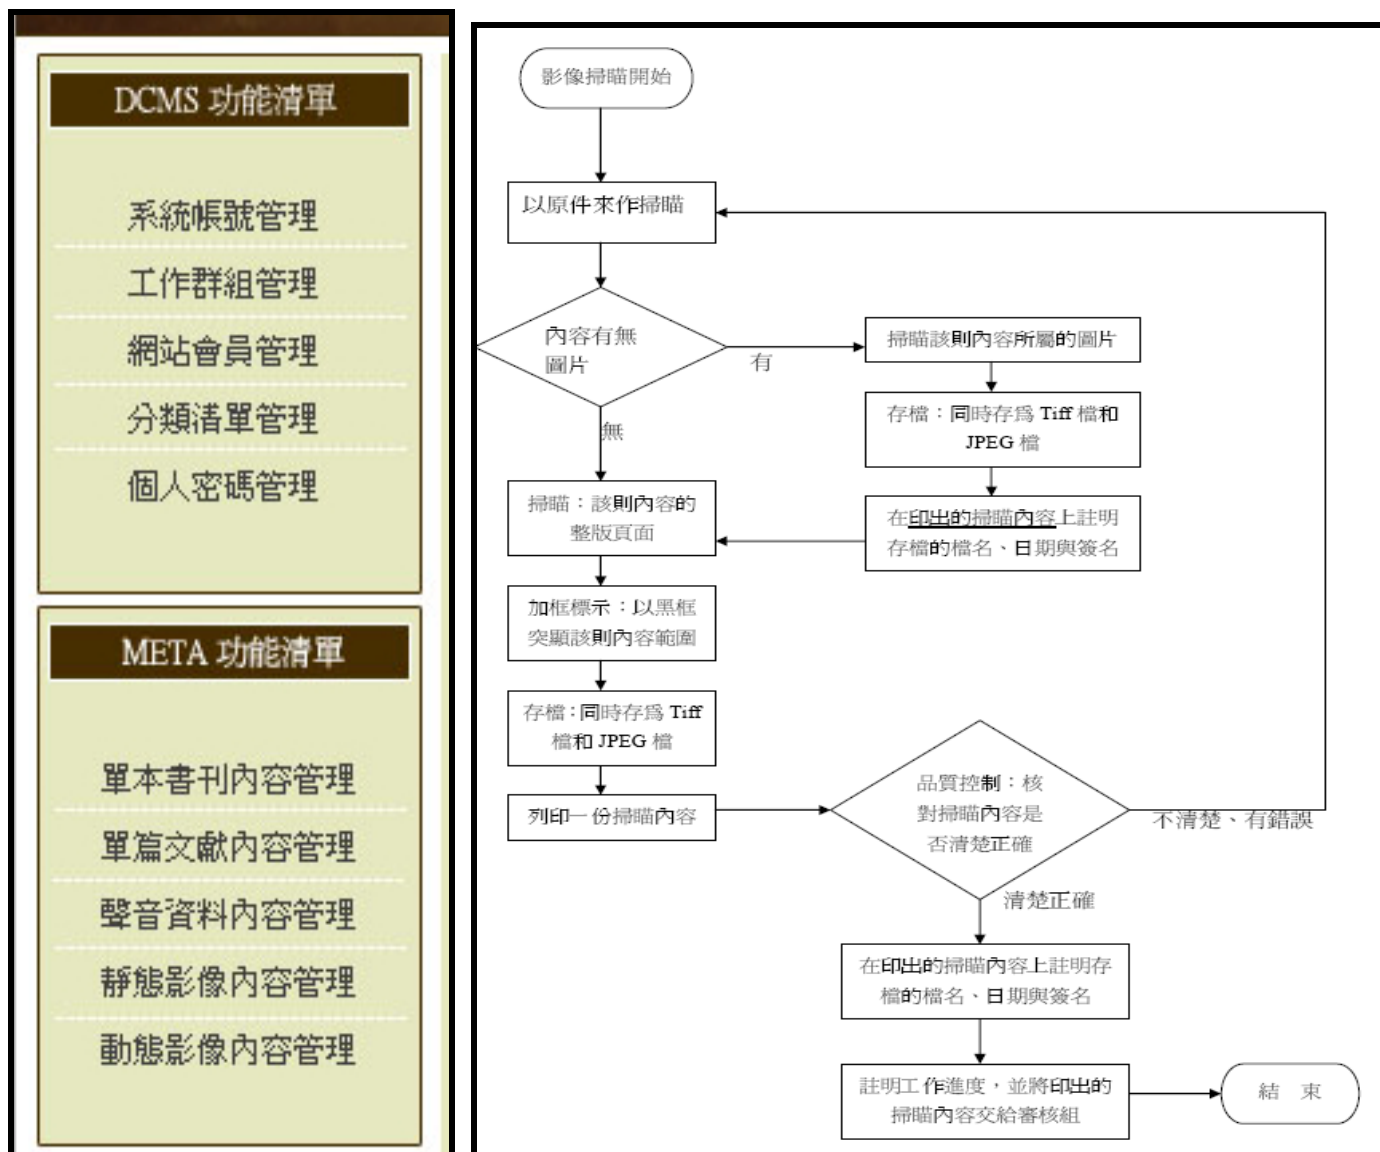 DCMS 功能清單
系統帳號管理
工作群組管理
網站會員管理
分類清單管理
個人密碼管理
META 功能清單
單本書刊內容管理
單篇文獻內容管理
聲音資料內容管理
靜態影像內容管理
動態影像內容管理
影像掃瞄開始
以原件來作掃瞄
內容有無
圖片
有
無
掃瞄該則內容所屬的圖片
存檔：同時存爲 Tiff 檔和
JPEG 檔
在印出的掃瞄內容上註明
存檔的檔名、日期與簽名
掃瞄：該則內容的
整版頁面
加框標示：以黑框
突顯該則內容範圍
存檔：同時存爲 Tiff
檔和 JPEG 檔
列印一份掃瞄內容
品質控制：核
對掃瞄內容是
否清楚正確
不清楚、有錯誤
清楚正確
在印出的掃瞄內容上註明存
檔的檔名、日期與簽名
註明工作進度，並將印出的
掃瞄內容交給審核組
結　束